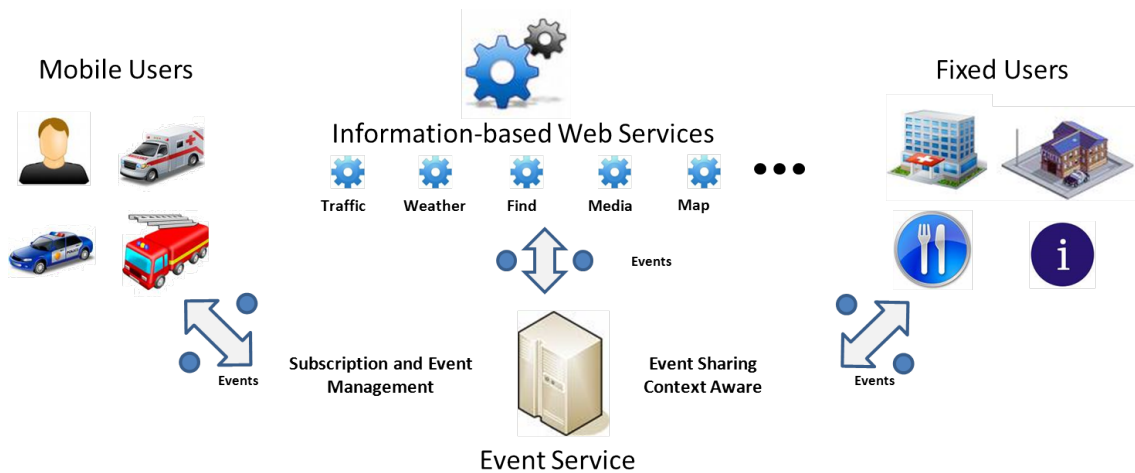 Mobile Users
Fixed Users
Information-based Web Services
Traffic
Weather
Find
Media
Map
Events
Subscription and Event
Management
Event Sharing
Context Aware
Events
Events
i
POLICE
Event Service